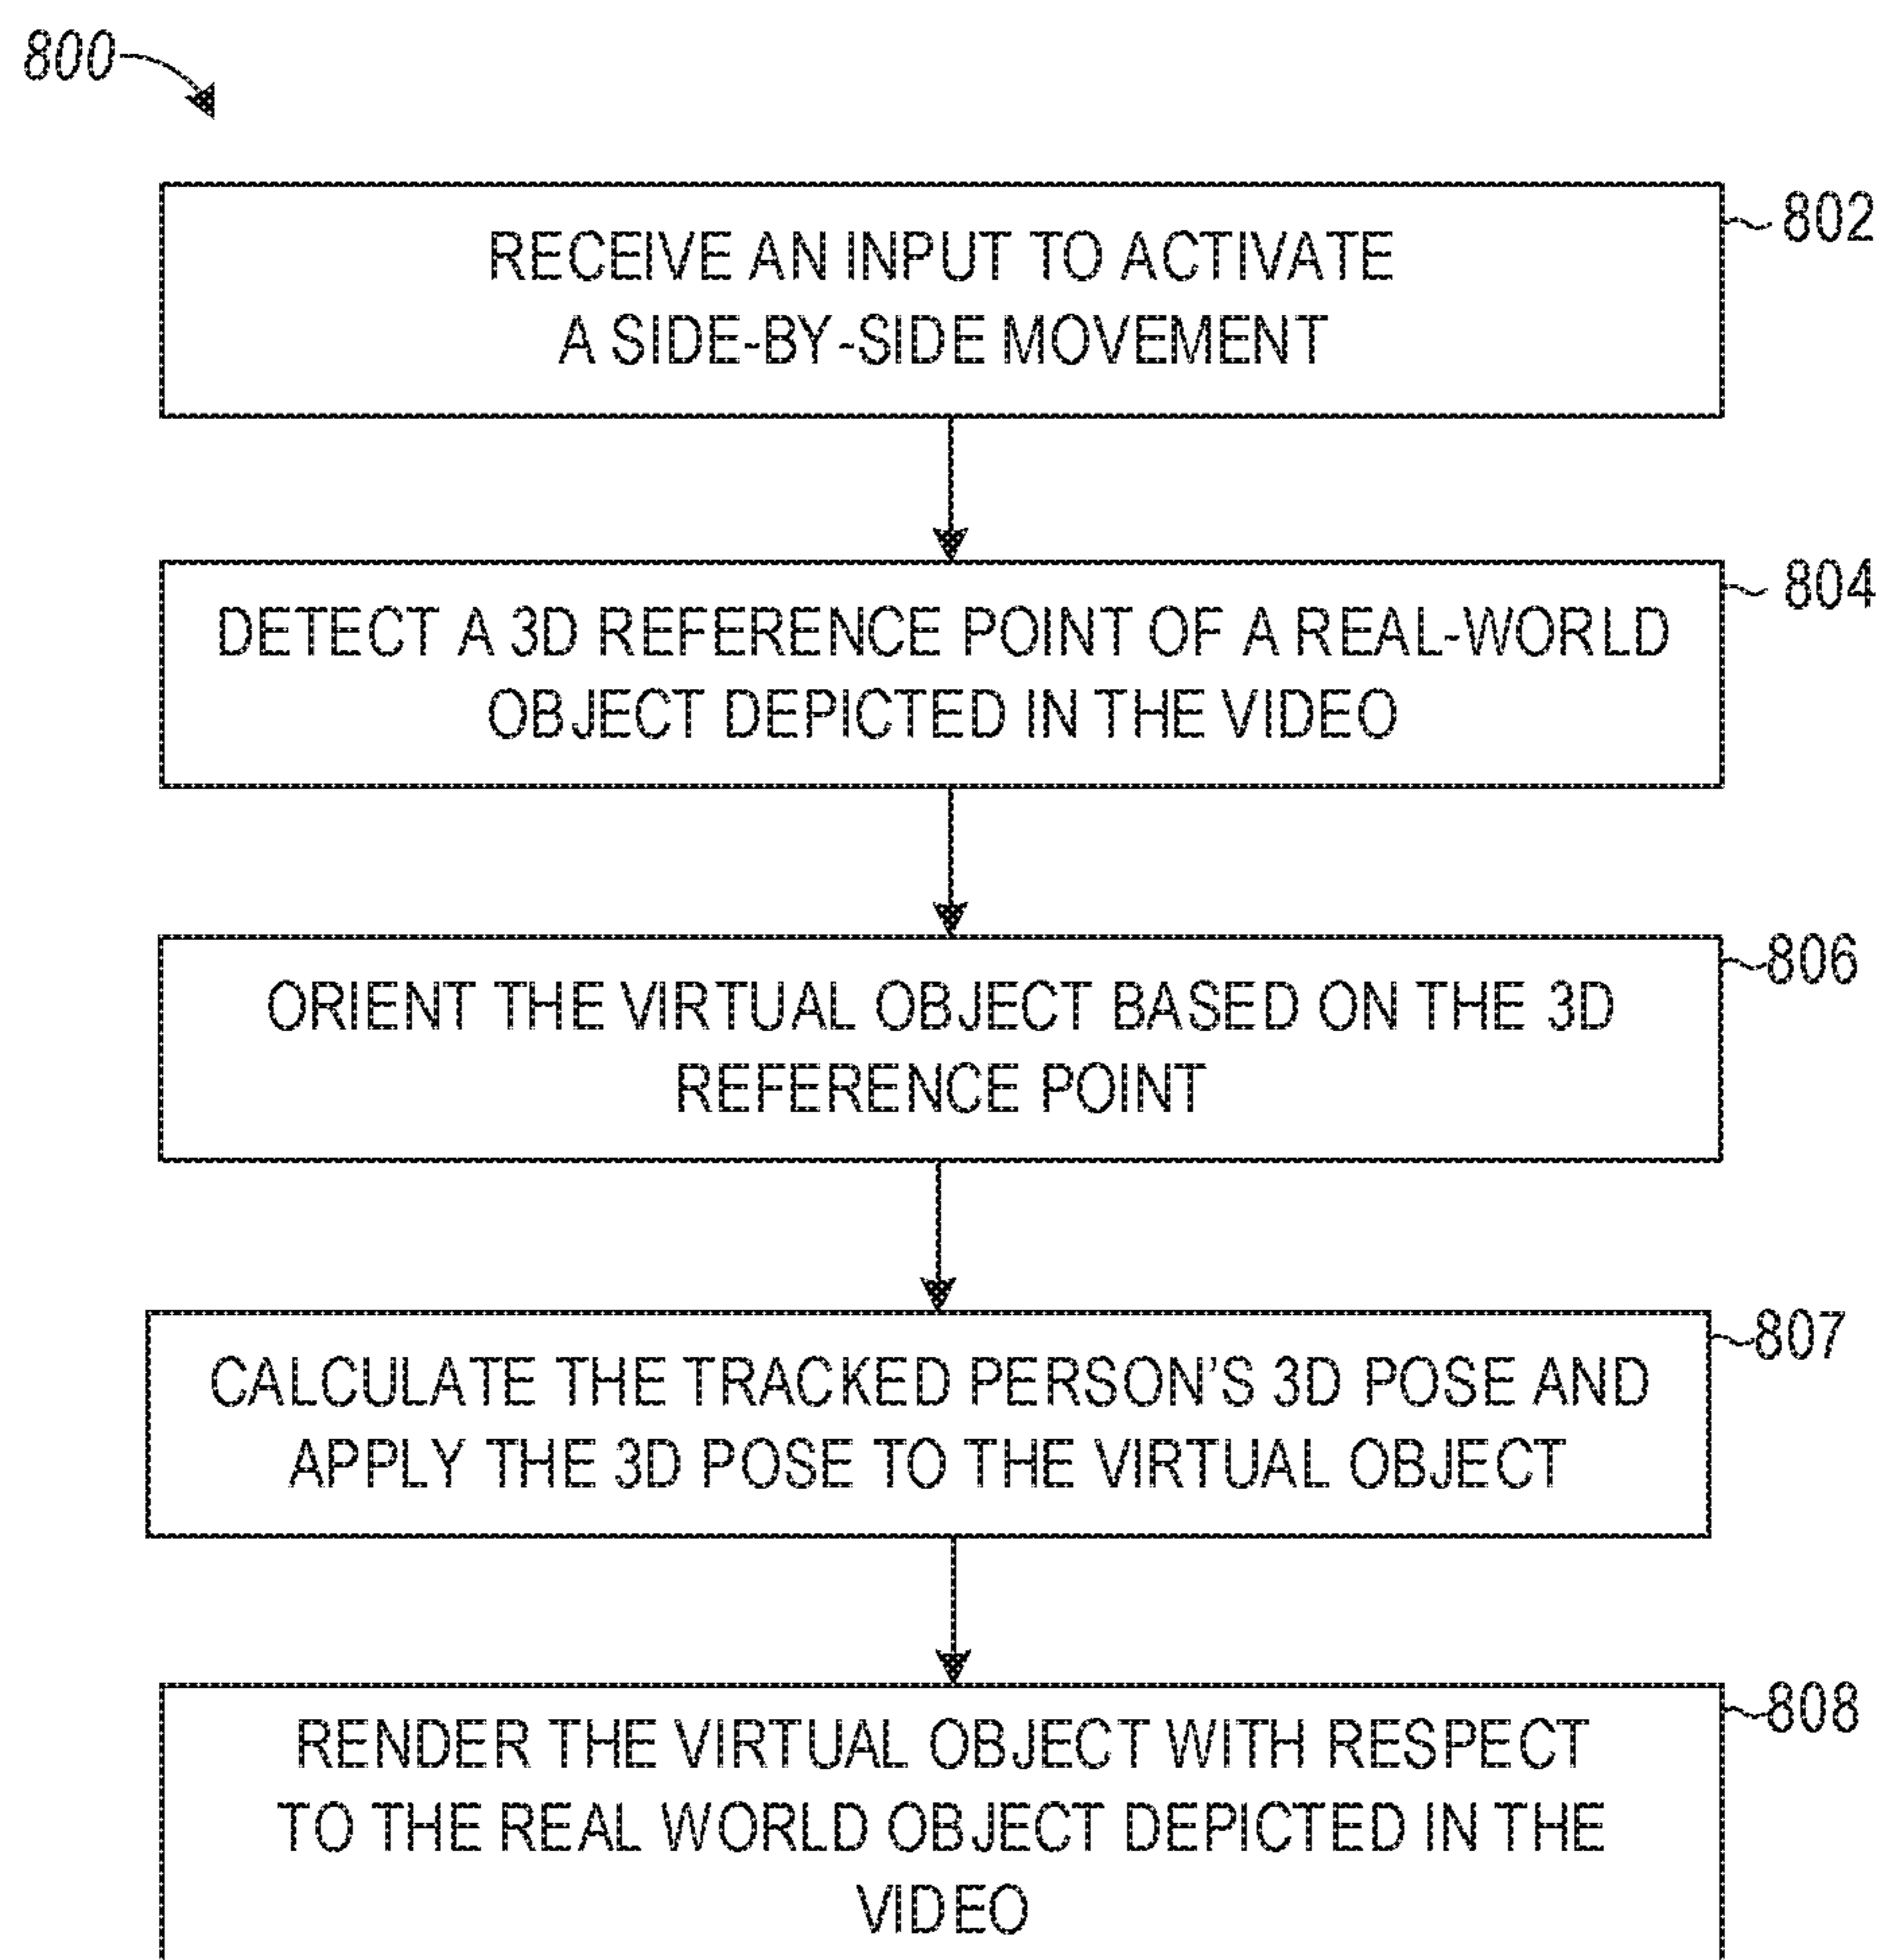 800
RECEIVE AN INPUT TO ACTIVATE
A SIDE-BY-SIDE MOVEMENT
802
DETECT A 3D REFERENCE POINT OF A REAL-WORLD
OBJECT DEPICTED IN THE VIDEO
804
ORIENT THE VIRTUAL OBJECT BASED ON THE 3D
REFERENCE POINT
806
CALCULATE THE TRACKED PERSON'S 3D POSE AND
APPLY THE 3D POSE TO THE VIRTUAL OBJECT
807
RENDER THE VIRTUAL OBJECT WITH RESPECT
TO THE REAL WORLD OBJECT DEPICTED IN THE
VIDEO
808